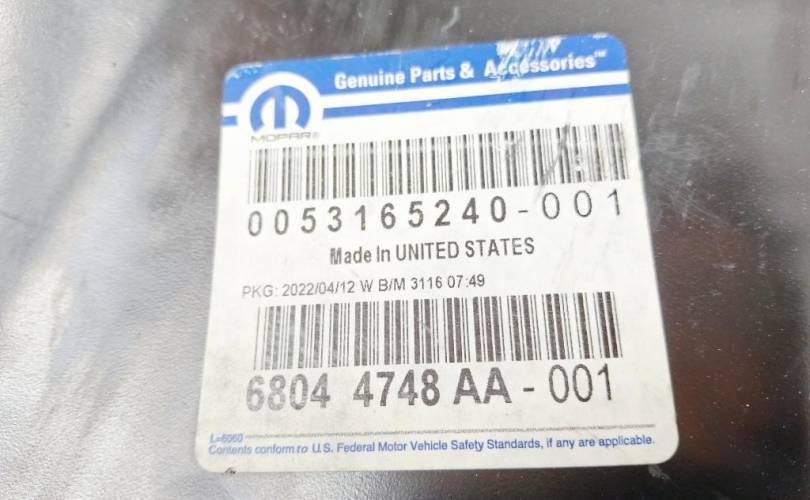 Genuine Parts & Accessories™
MOPAR®
0053165240-001
Made In UNITED STATES
PKG: 2022/04/12 W B/M 3116 07:49
6804 4748 AA-001
L=6060
Contents conform to U.S. Federal Motor Vehicle Safety Standards, if any are applicable.